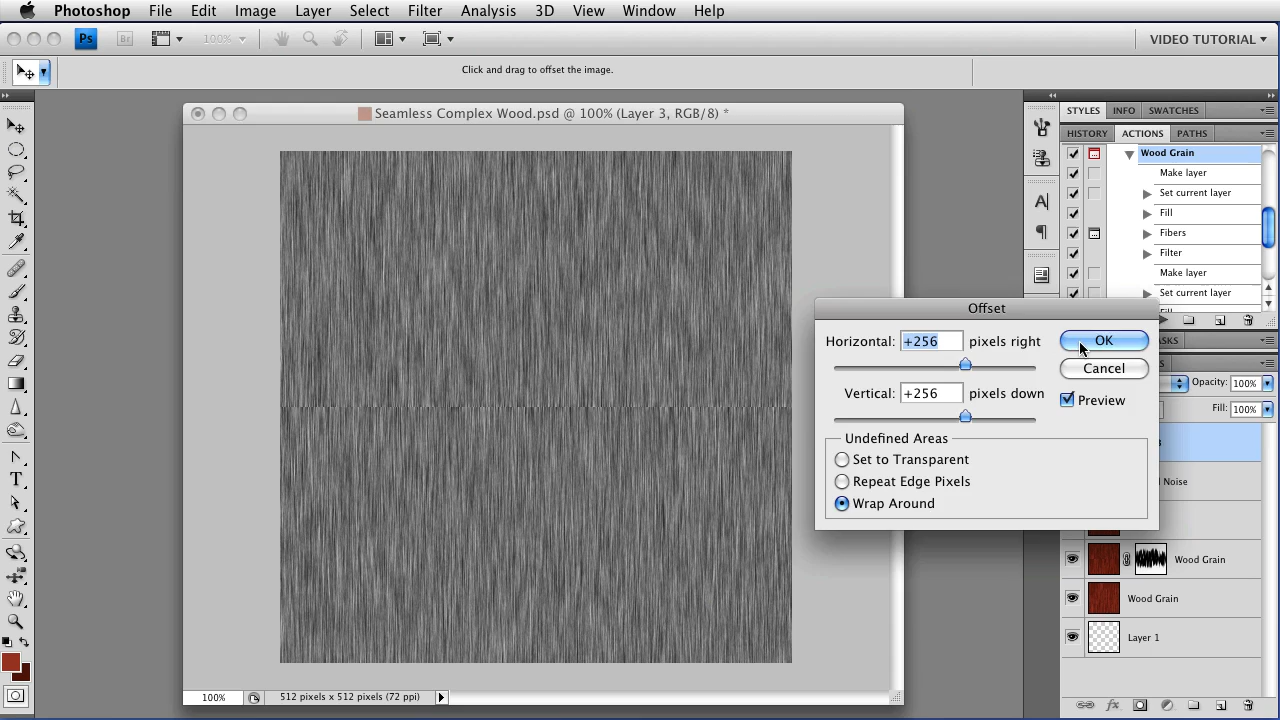 Photoshop File Edit Image Layer Select Filter Analysis 3D View Window Help
Ps Br 100% VIDEO TUTORIAL
Click and drag to offset the image.
Seamless Complex Wood.psd @ 100% (Layer 3, RGB/8) *
STYLES INFO SWATCHES
HISTORY ACTIONS PATHS
Wood Grain
Make layer
Set current layer
Fill
Fibers
Filter
Make layer
Set current layer
Offset
Horizontal: +256 pixels right
OK
Cancel
Vertical: +256 pixels down
Preview
Undefined Areas
Set to Transparent
Repeat Edge Pixels
Wrap Around
Opacity: 100%
Fill: 100%
Noise
Wood Grain
Wood Grain
Layer 1
100% 512 pixels x 512 pixels (72 ppi)